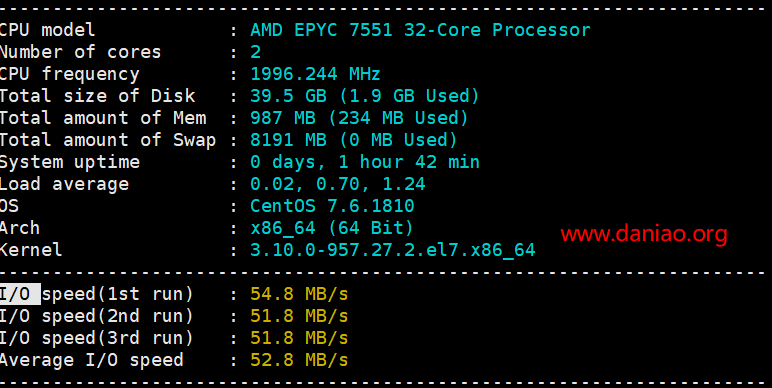 CPU model            : AMD EPYC 7551 32-Core Processor
Number of cores      : 2
CPU frequency        : 1996.244 MHz
Total size of Disk   : 39.5 GB (1.9 GB Used)
Total amount of Mem  : 987 MB (234 MB Used)
Total amount of Swap : 8191 MB (0 MB Used)
System uptime        : 0 days, 1 hour 42 min
Load average         : 0.02, 0.70, 1.24
OS                   : CentOS 7.6.1810
Arch                 : x86_64 (64 Bit)
www.daniao.org
Kernel               : 3.10.0-957.27.2.el7.x86_64
I/O speed(1st run)   : 54.8 MB/s
I/O speed(2nd run)   : 51.8 MB/s
I/O speed(3rd run)   : 51.8 MB/s
Average I/O speed    : 52.8 MB/s